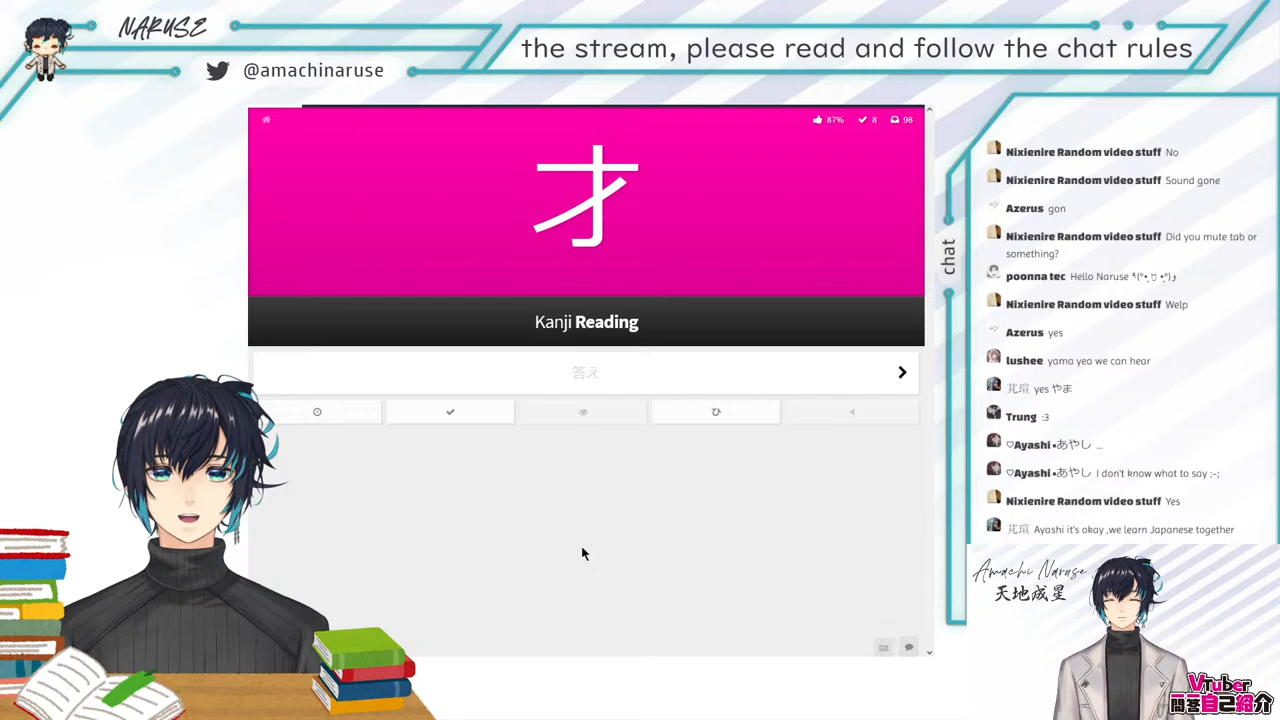 NARUSE
@amachinaruse
the stream, please read and follow the chat rules
87% 8 98
才
Kanji Reading
答え
ひ
chat
Nixienire Random video stuff No
Nixienire Random video stuff Sound gone
Azerus gon
Nixienire Random video stuff Did you mute tab or
something?
poonna tec Hello Naruse
Nixienire Random video stuff Welp
Azerus yes
lushee yama yea we can hear
yes やま
Trung :3
♡Ayashi•あやし ...
♡Ayashi•あやし I don't know what to say ;-;
Nixienire Random video stuff Yes
Ayashi it's okay ,we learn Japanese together
Amachi Naruse
天地成星
VTuber
一問一答自己紹介